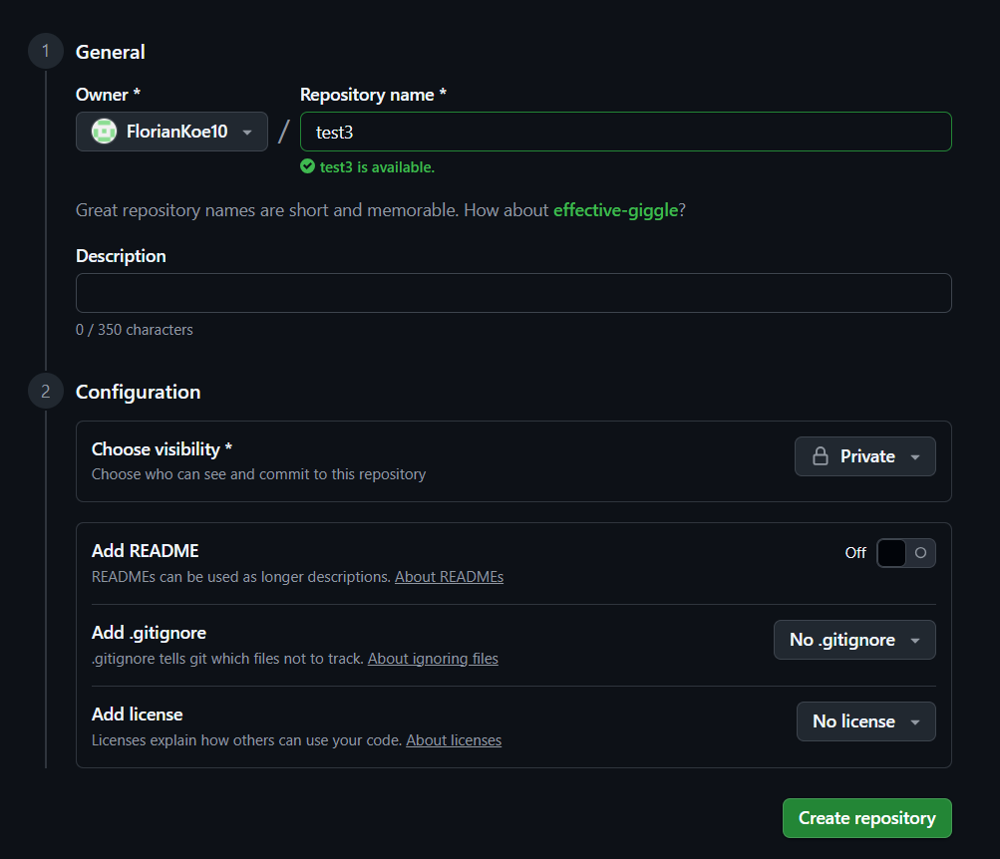 1 General
Owner * Repository name *
FlorianKoe10 / test3
test3 is available.
Great repository names are short and memorable. How about effective-giggle?
Description
0 / 350 characters
2 Configuration
Choose visibility *
Choose who can see and commit to this repository
Private
Add README
READMEs can be used as longer descriptions. About READMEs
Off
Add .gitignore
.gitignore tells git which files not to track. About ignoring files
No .gitignore
Add license
Licenses explain how others can use your code. About licenses
No license
Create repository